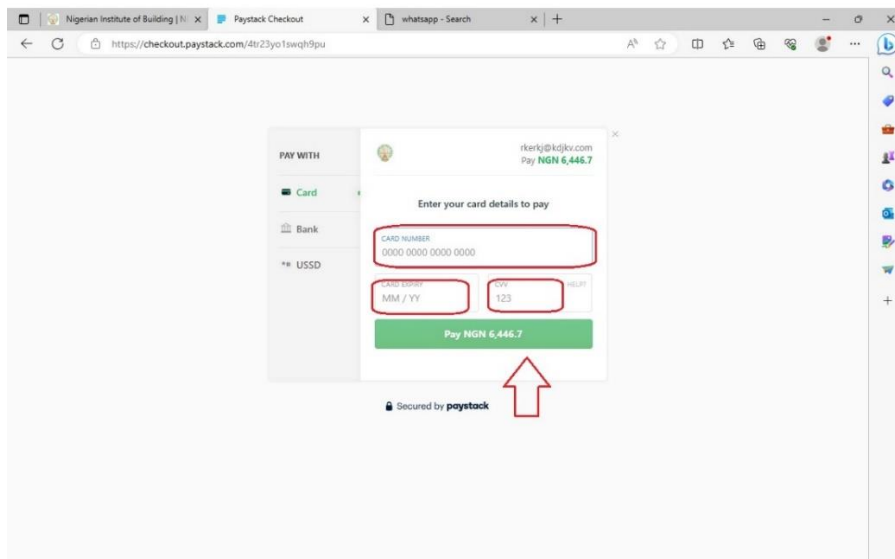 Nigerian Institute of Building | N
Paystack Checkout
whatsapp - Search
https://checkout.paystack.com/4tr23yo1swqh9pu
PAY WITH
Card
Bank
*# USSD
rkerkj@kdjkv.com
Pay NGN 6,446.7
Enter your card details to pay
CARD NUMBER
0000 0000 0000 0000
CARD EXPIRY
MM / YY
CVV
HELP?
123
Pay NGN 6,446.7
Secured by paystack